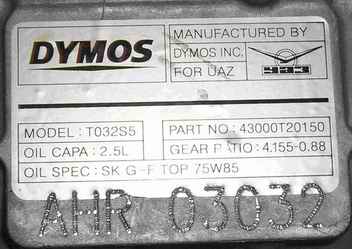 DYMOS
MANUFACTURED BY
DYMOS INC.
FOR UAZ
УАЗ
MODEL : T032S5
PART NO : 43000T20150
OIL CAPA : 2.5L
GEAR RATIO : 4.155-0.88
OIL SPEC : SK G-F TOP 75W85
AHR 03032